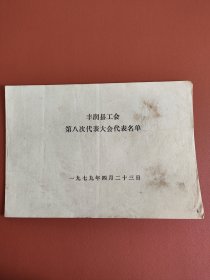 丰润县工会
第八次代表大会代表名单
一九七九年四月二十三日